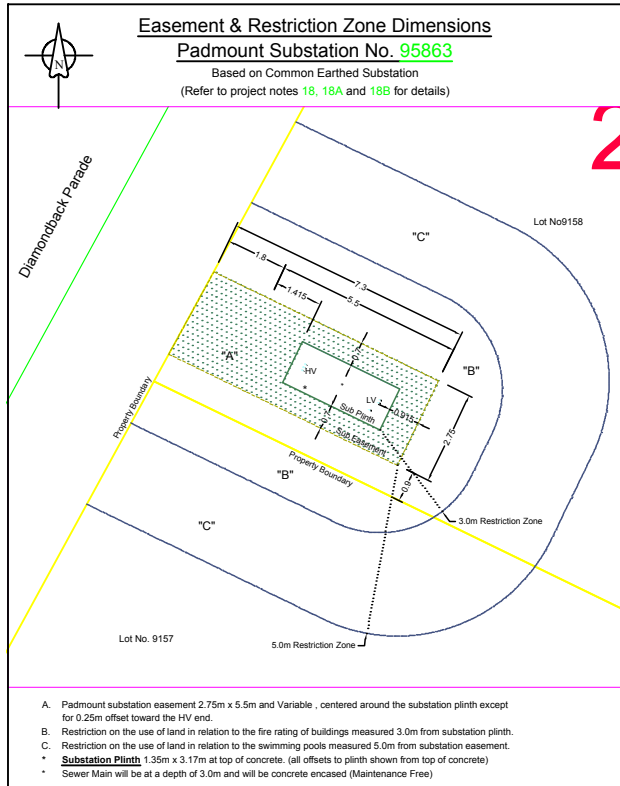 Easement & Restriction Zone Dimensions
Padmount Substation No. 95863
Based on Common Earthed Substation
(Refer to project notes 18, 18A and 18B for details)
N
2
Diamondback Parade
Lot No9158
"C"
1.8
7.3
5.5
1.415
0.7
"A"
HV
"B"
LV
0.915
Sub Plinth
0.7
Sub Easement
2.75
Property Boundary
Property Boundary
"B"
0.9
"C"
3.0m Restriction Zone
Lot No. 9157
5.0m Restriction Zone
A. Padmount substation easement 2.75m x 5.5m and Variable , centered around the substation plinth except
for 0.25m offset toward the HV end.
B. Restriction on the use of land in relation to the fire rating of buildings measured 3.0m from substation plinth.
C. Restriction on the use of land in relation to the swimming pools measured 5.0m from substation easement.
* Substation Plinth 1.35m x 3.17m at top of concrete. (all offsets to plinth shown from top of concrete)
* Sewer Main will be at a depth of 3.0m and will be concrete encased (Maintenance Free)